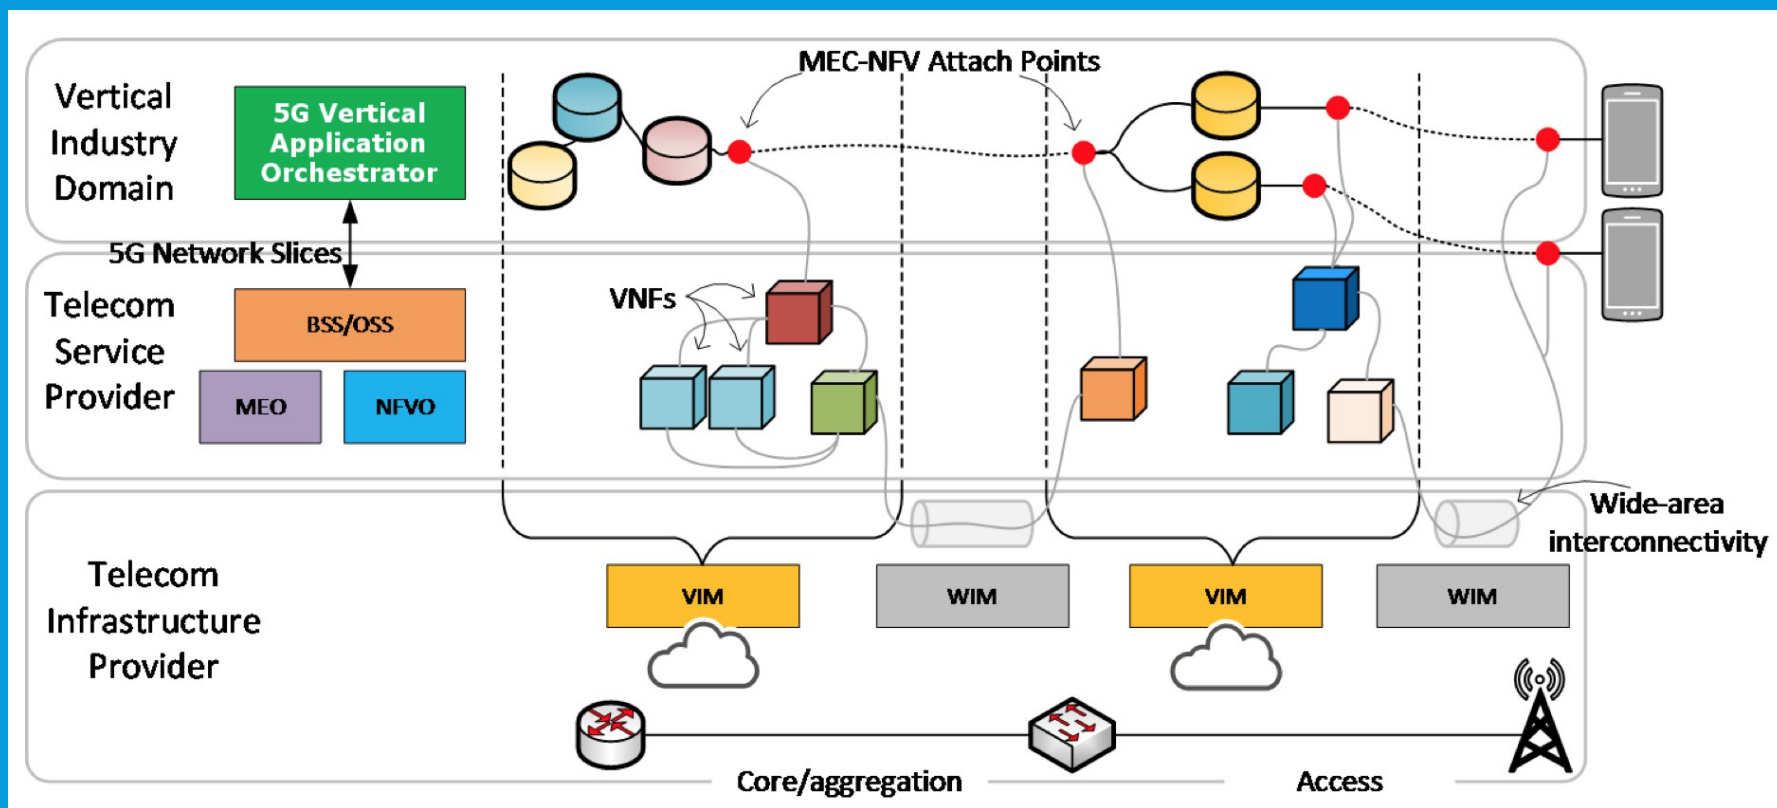 MEC-NFV Attach Points
Vertical
Industry
Domain
5G Vertical
Application
Orchestrator
5G Network Slices
Telecom
Service
Provider
BSS/OSS
MEO
NFVO
VNFs
Wide-area
interconnectivity
Telecom
Infrastructure
Provider
VIM
WIM
VIM
WIM
Core/aggregation
Access